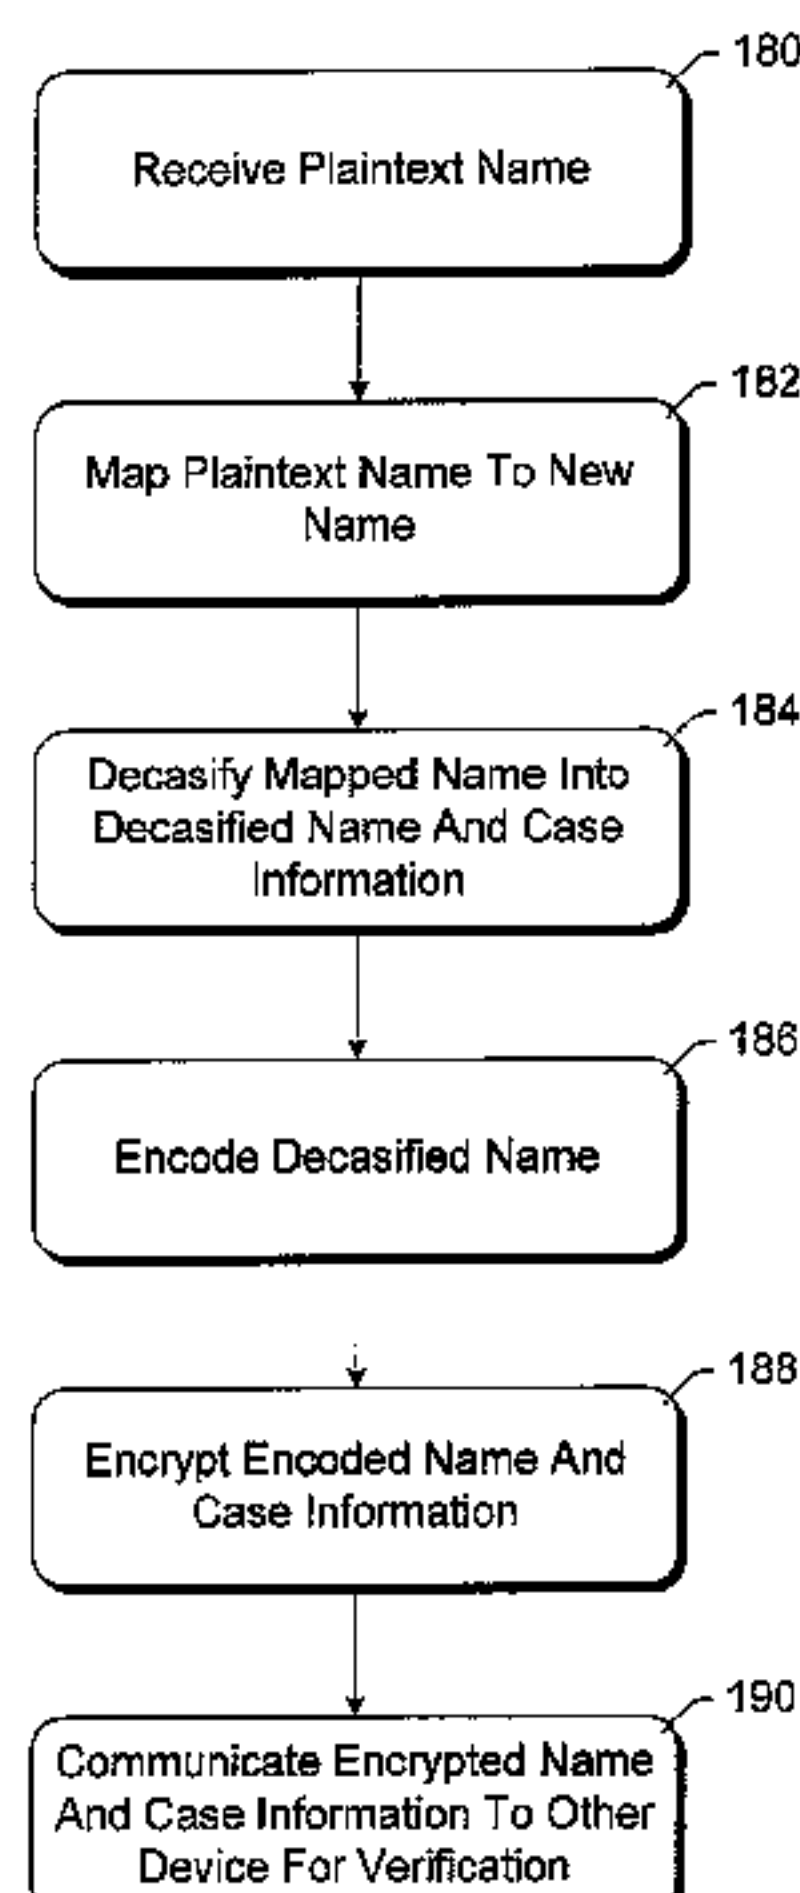 180
Receive Plaintext Name
182
Map Plaintext Name To New
Name
184
Decasify Mapped Name Into
Decasified Name And Case
Information
186
Encode Decasified Name
188
Encrypt Encoded Name And
Case Information
190
Communicate Encrypted Name
And Case Information To Other
Device For Verification